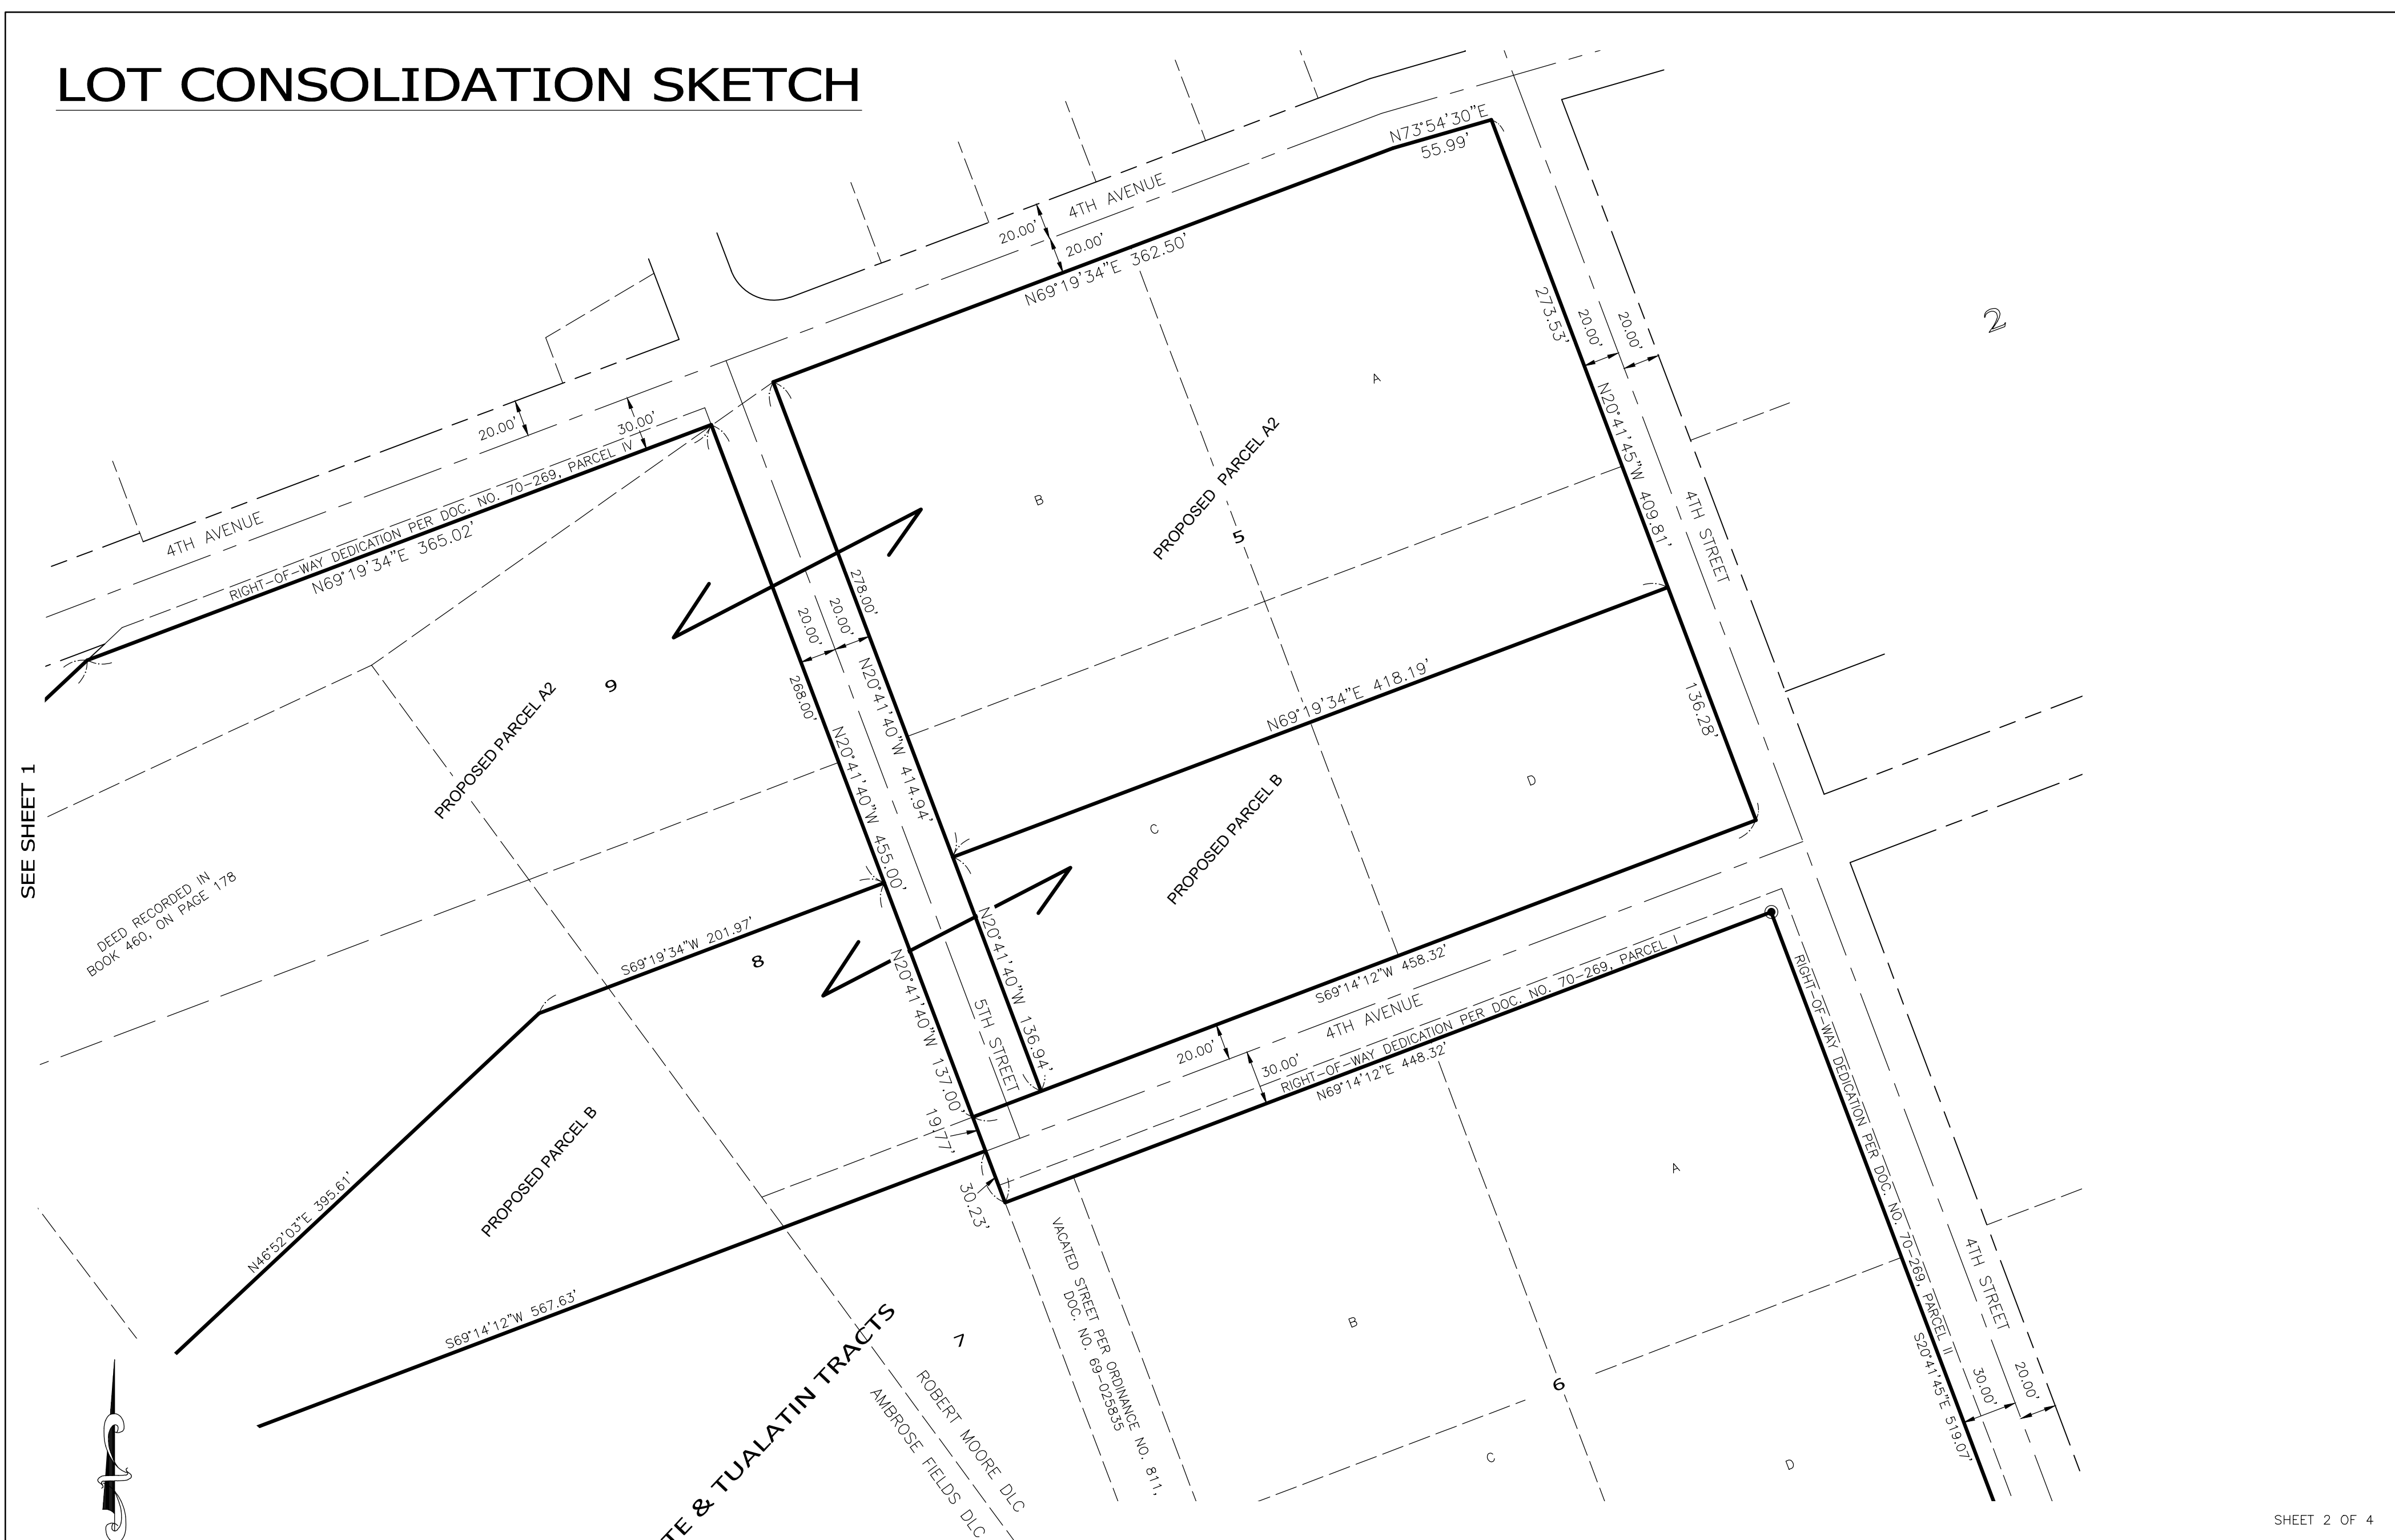 LOT CONSOLIDATION SKETCH
N73°54'30"E
55.99'
4TH AVENUE
20.00'
20.00'
N69°19'34"E 362.50'
273.53'
20.00'
20.00'
2
N20°41'45"W 409.81'
4TH STREET
A
B
PROPOSED PARCEL A2
5
20.00'
30.00'
4TH AVENUE
RIGHT-OF-WAY DEDICATION PER DOC. NO. 70-269, PARCEL IV
N69°19'34"E 365.02'
278.00'
20.00'
20.00'
268.00'
N20°41'40"W 414.94'
N20°41'40"W 455.00'
9
PROPOSED PARCEL A2
N69°19'34"E 418.19'
136.28'
D
C
PROPOSED PARCEL B
SEE SHEET 1
DEED RECORDED IN
BOOK 460, ON PAGE 178
S69°19'34"W 201.97'
8
N20°41'40"W 137.00'
N20°41'40"W 136.94'
5TH STREET
S69°14'12"W 458.32'
4TH AVENUE
20.00'
30.00'
RIGHT-OF-WAY DEDICATION PER DOC. NO. 70-269, PARCEL I
N69°14'12"E 448.32'
RIGHT-OF-WAY DEDICATION PER DOC. NO. 70-269, PARCEL II
19.77'
30.23'
PROPOSED PARCEL B
N46°52'03"E 395.61'
S69°14'12"W 567.63'
VACATED STREET PER ORDINANCE NO. 811,
DOC. NO. 69-025835
A
B
6
C
D
4TH STREET
S20°41'45"E 519.07'
30.00'
20.00'
7
ROBERT MOORE DLC
AMBROSE FIELDS DLC
TE & TUALATIN TRACTS
SHEET 2 OF 4